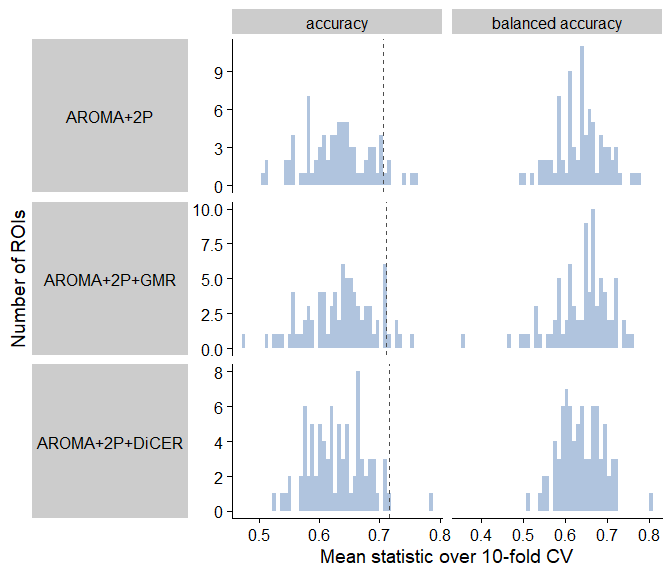 accuracy
balanced accuracy
Number of ROIs
AROMA+2P
9
6
3
0
AROMA+2P+GMR
10.0
7.5
5.0
2.5
0.0
AROMA+2P+DiCER
8
6
4
2
0
0.5 0.6 0.7 0.8
0.4 0.5 0.6 0.7 0.8
Mean statistic over 10-fold CV